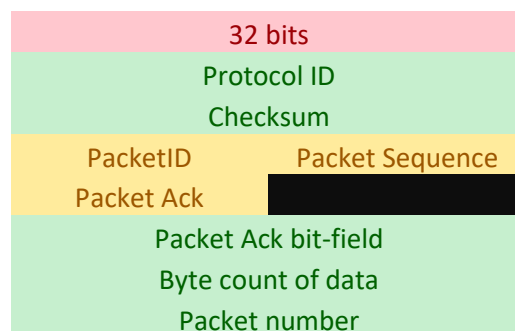 32 bits
Protocol ID
Checksum
PacketID Packet Sequence
Packet Ack
Packet Ack bit-field
Byte count of data
Packet number